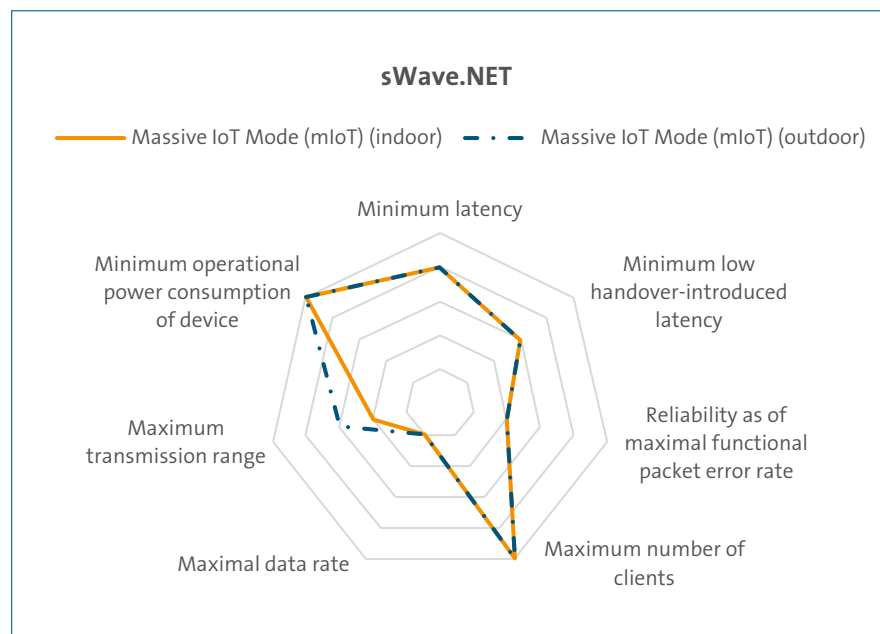 sWave.NET
Massive IoT Mode (mIoT) (indoor)
Massive IoT Mode (mIoT) (outdoor)
Minimum latency
Minimum low
handover-introduced
latency
Reliability as of
maximal functional
packet error rate
Maximum number of
clients
Maximal data rate
Maximum
transmission range
Minimum operational
power consumption
of device